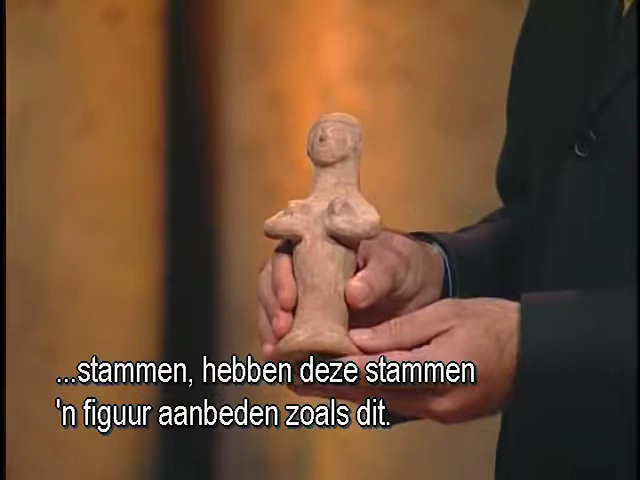 ...stammen, hebben deze stammen
'n figuur aanbeden zoals dit.